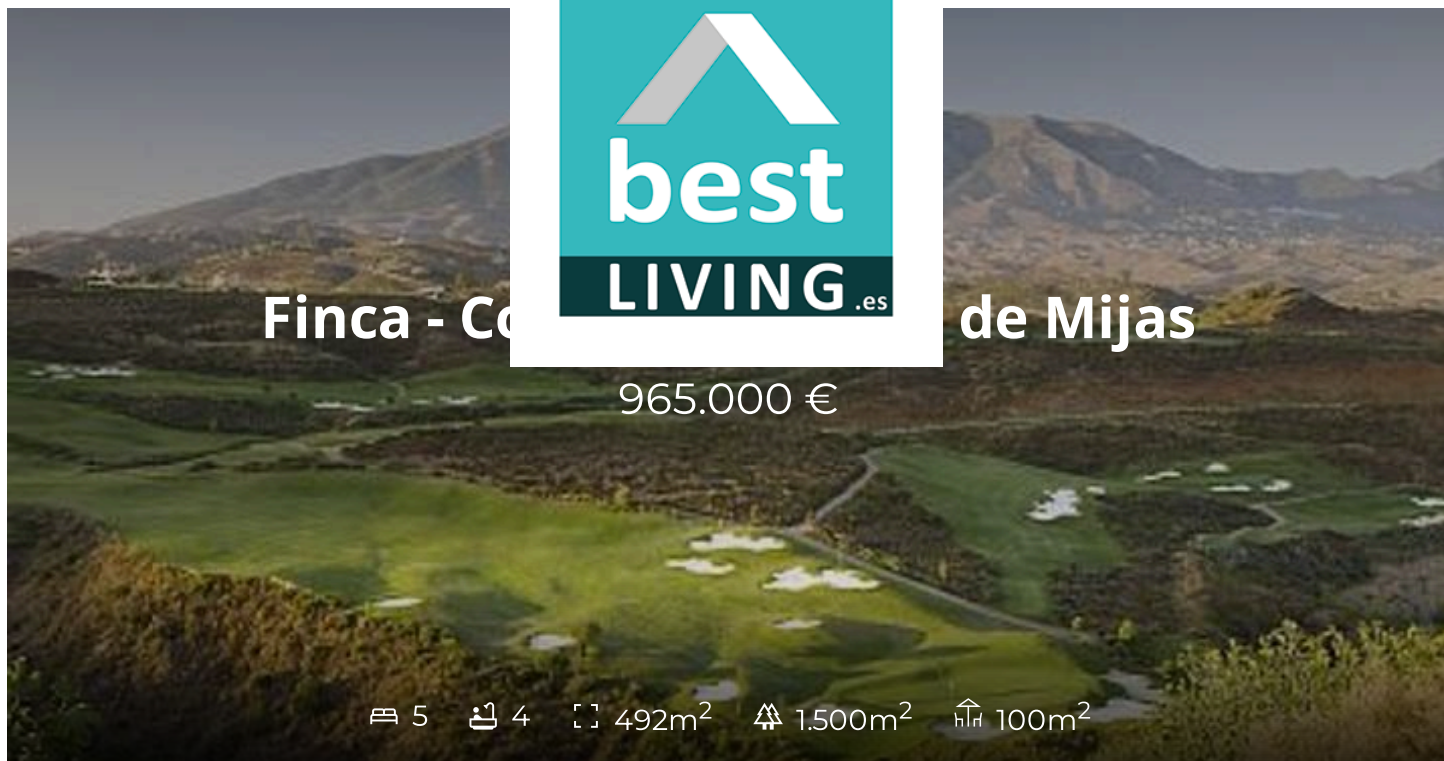 best
LIVING.es
Finca - Co de Mijas
965.000 €
5 4 492m² 1.500m² 100m²